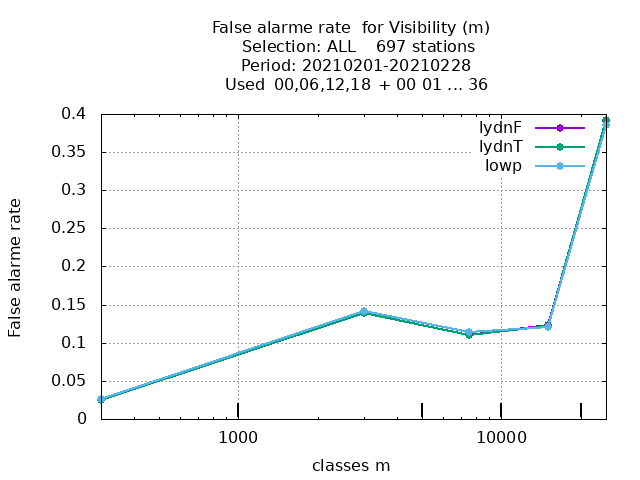 False alarme rate  for Visibility (m)
Selection: ALL    697 stations
Period: 20210201-20210228
Used  00,06,12,18  + 00 01 ... 36
0.4
lydnF
lydnT
lowp
0.35
0.3
0.25
0.2
0.15
0.1
0.05
0
False alarme rate
1000
10000
classes m